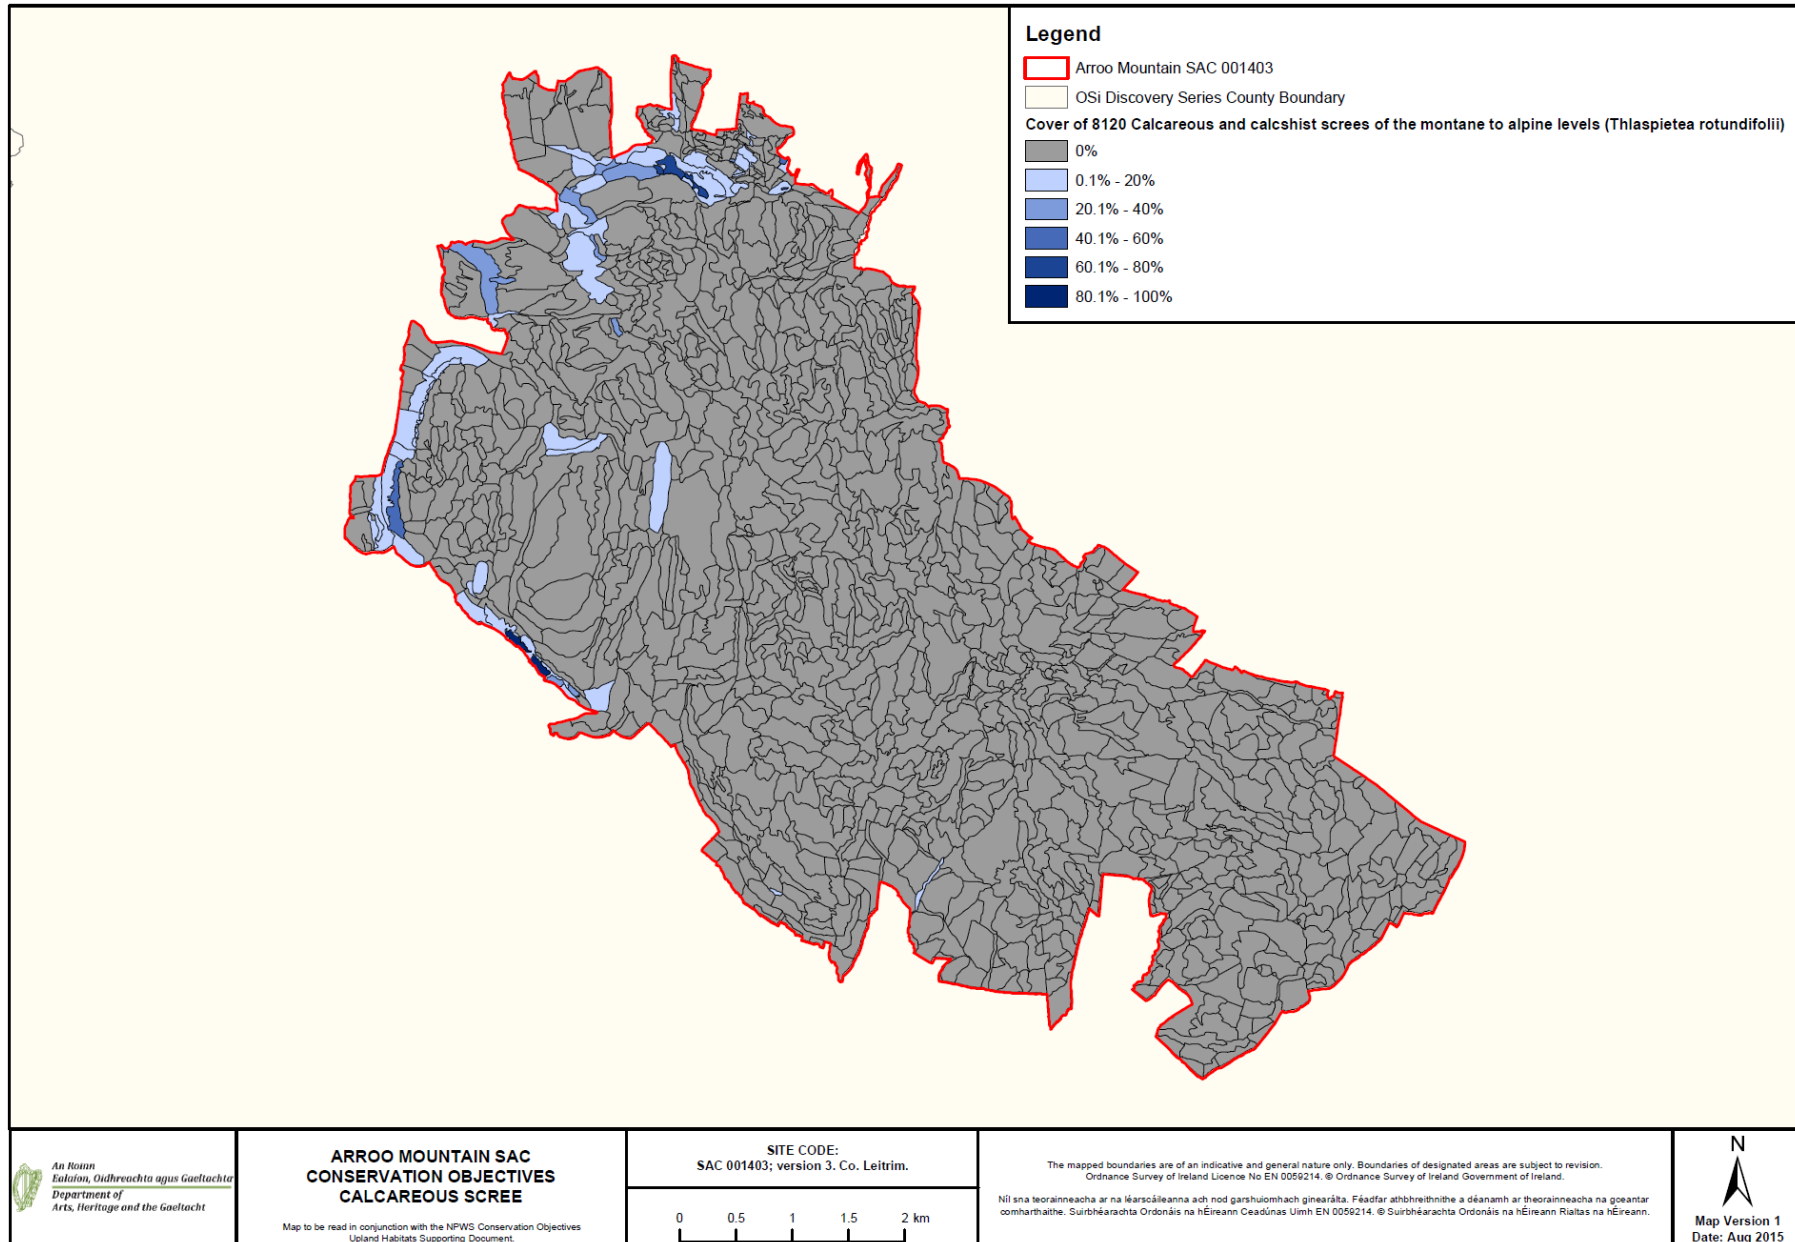 Legend
Arroo Mountain SAC 001403
OSi Discovery Series County Boundary
Cover of 8120 Calcareous and calcshist screes of the montane to alpine levels (Thlaspietea rotundifolii)
0%
0.1% - 20%
20.1% - 40%
40.1% - 60%
60.1% - 80%
80.1% - 100%
An Roinn
Ealaíon, Oidhreachta agus Gaeltachta
Department of
Arts, Heritage and the Gaeltacht
ARROO MOUNTAIN SAC
CONSERVATION OBJECTIVES
CALCAREOUS SCREE
Map to be read in conjunction with the NPWS Conservation Objectives
Upland Habitats Supporting Document.
SITE CODE:
SAC 001403; version 3. Co. Leitrim.
0 0.5 1 1.5 2 km
The mapped boundaries are of an indicative and general nature only. Boundaries of designated areas are subject to revision.
Ordnance Survey of Ireland Licence No EN 0059214. © Ordnance Survey of Ireland Government of Ireland.
Níl sna teorainneacha ar na léarscáileanna ach nod garshuiomhach ginearálta. Féadfar athbhreithnithe a déanamh ar theorainneacha na gceantar
comharthaithe. Suirbhéarachta Ordonáis na hÉireann Ceadúnas Uimh EN 0059214. © Suirbhéarachta Ordonáis na hÉireann Rialtas na hÉireann.
N
Map Version 1
Date: Aug 2015